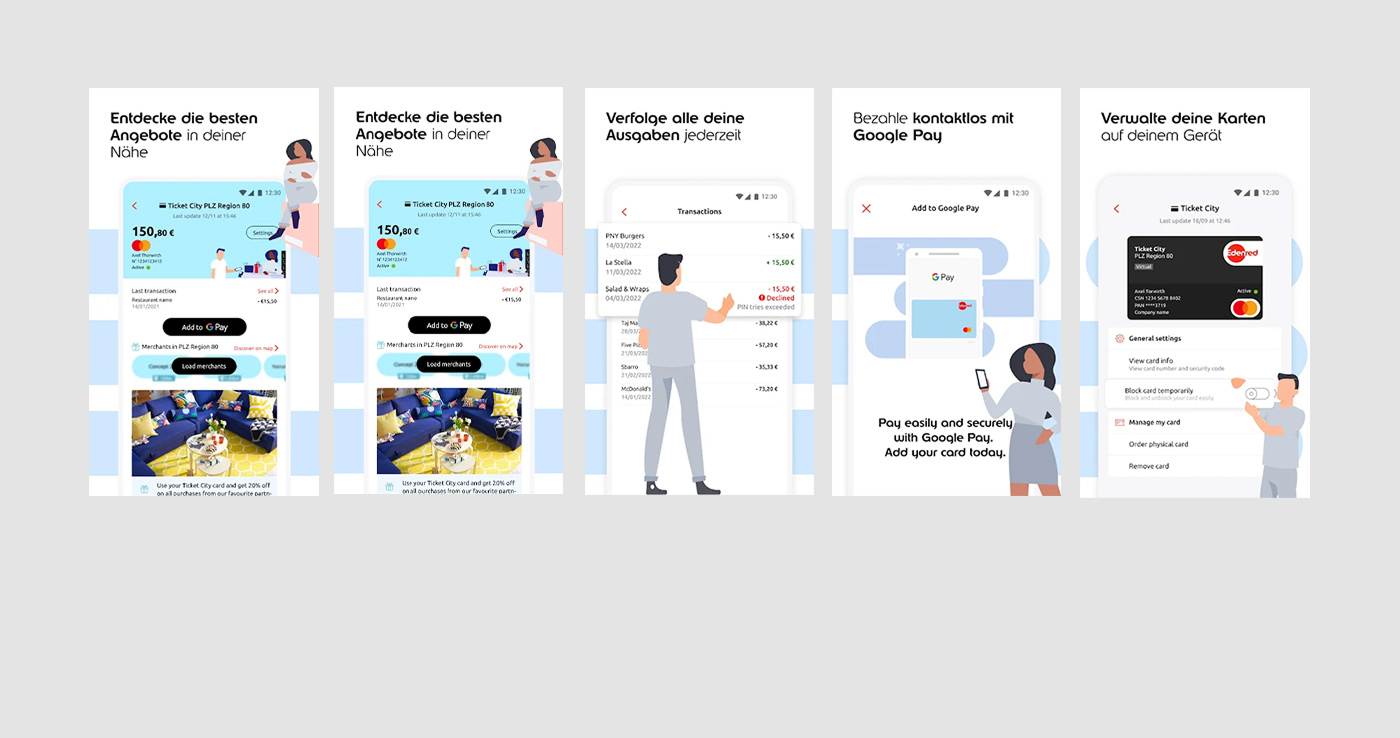 Entdecke die besten
Angebote in deiner
Nähe
12:30
Ticket City PLZ Region 80
Last update 12/11 at 15:46
150,80 €
Settings
Axel Thorwirth
N° 1234123412
Active
Last transaction
See all
Restaurant name
- €15,50
14/01/2021
Add to G Pay
Merchants in PLZ Region 80
Discover on map
Load merchants
Use your Ticket City card and get 20% off
on all purchases from our favourite partn-
Entdecke die besten
Angebote in deiner
Nähe
12:30
Ticket City PLZ Region 80
Last update 12/11 at 15:46
150,80 €
Settings
Axel Thorwirth
N° 1234123412
Active
Last transaction
See all
Restaurant name
- €15,50
14/01/2021
Add to G Pay
Merchants in PLZ Region 80
Discover on map
Load merchants
Use your Ticket City card and get 20% off
on all purchases from our favourite partn-
Verfolge alle deine
Ausgaben jederzeit
12:30
Transactions
PNY Burgers
- 15,50 €
14/03/2022
La Stella
+ 15,50 €
11/03/2022
Salad & Wraps
- 15,50 €
04/03/2022
Declined
PIN tries exceeded
Taj Ma
- 38,22 €
28/03/
Five Piz
- 57,20 €
21/03/202
Sbarro
- 35,33 €
21/02/202
McDonald's
- 73,20 €
14/01/2022
Bezahle kontaktlos mit
Google Pay
12:30
Add to Google Pay
G Pay
Edenred
Pay easily and securely
with Google Pay.
Add your card today.
Verwalte deine Karten
auf deinem Gerät
12:30
Ticket City
Last update 18/09 at 12:46
Ticket City
PLZ Region 80
Edenred
Virtual
Axel Torwirth
Active
CSN 1234 5678 8402
PAN ****3719
Company name
General settings
View card info
View card number and security code
Block card temporarily
Block and unblock your card easily
Manage my card
Order physical card
Remove card